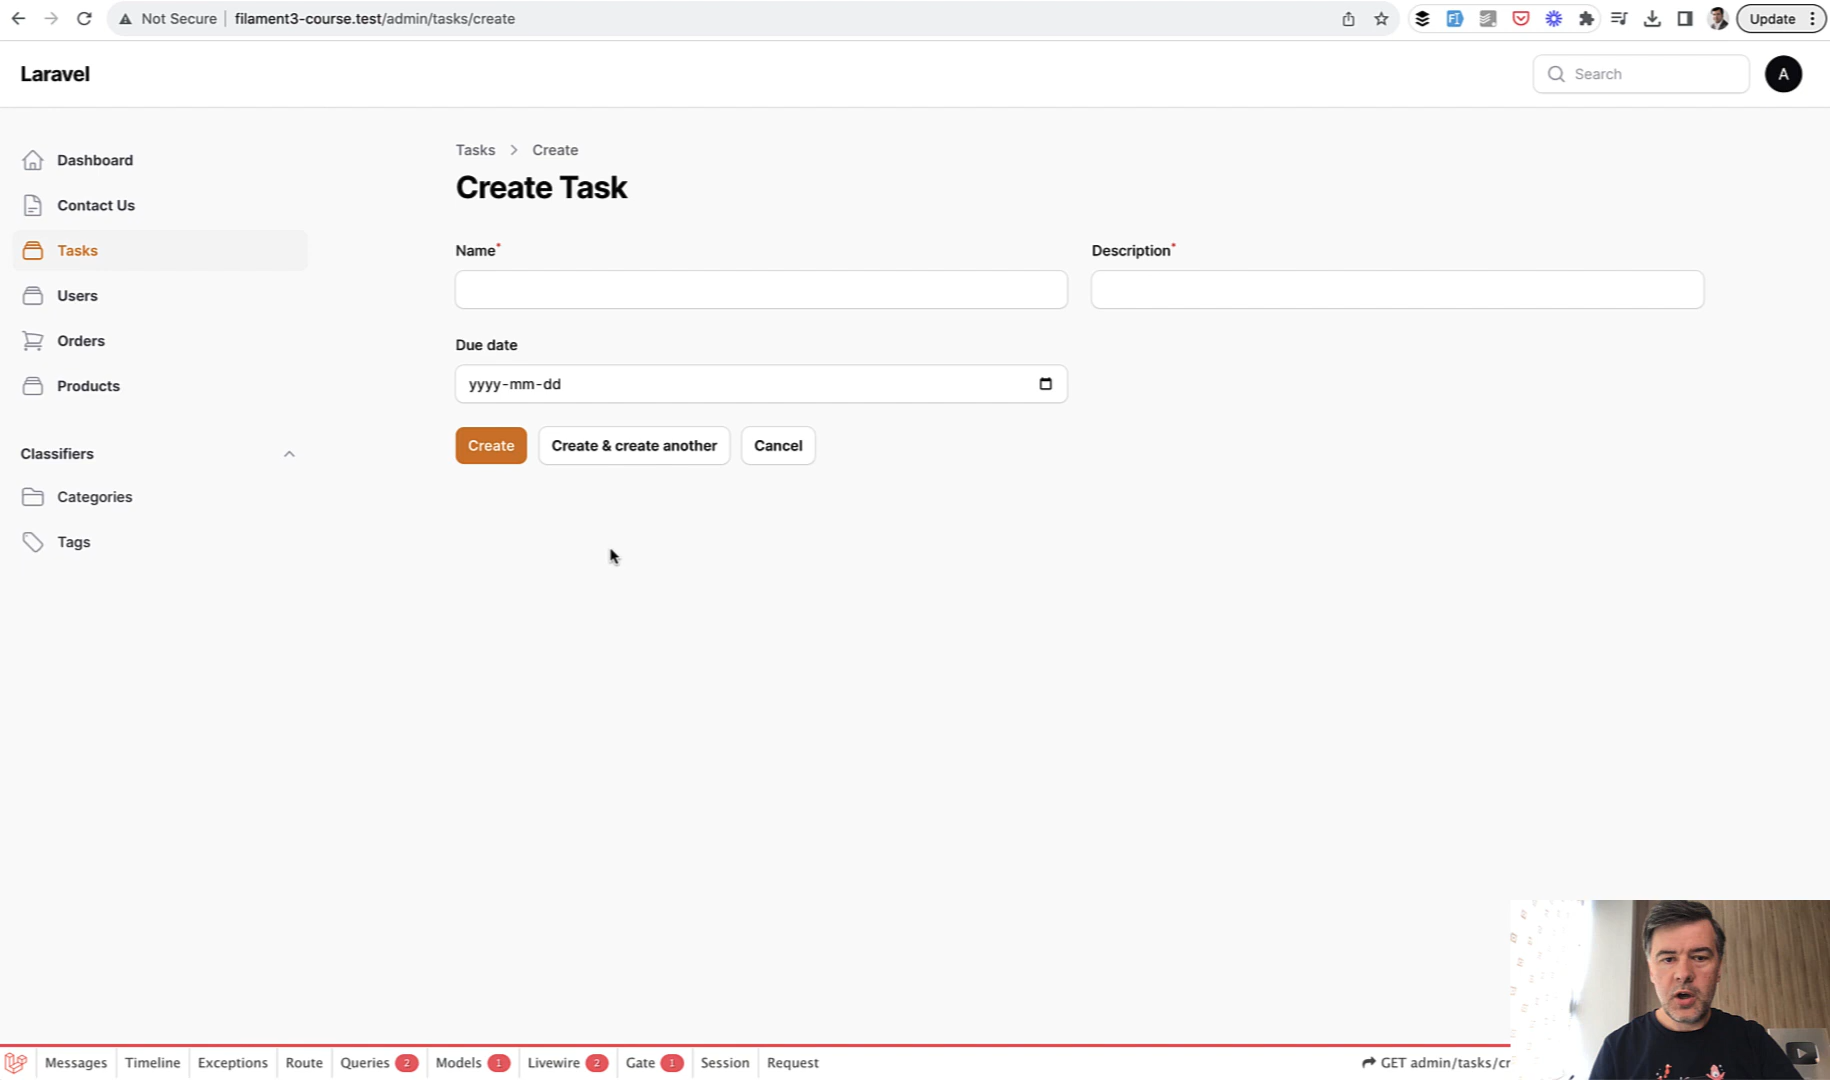 Not Secure | filament3-course.test/admin/tasks/create
Update
Laravel
Search
A
Dashboard
Contact Us
Tasks
Users
Orders
Products
Classifiers
Categories
Tags
Tasks > Create
Create Task
Name*
Description*
Due date
yyyy-mm-dd
Create
Create & create another
Cancel
Messages
Timeline
Exceptions
Route
Queries 2
Models 1
Livewire 2
Gate 1
Session
Request
GET admin/tasks/cr